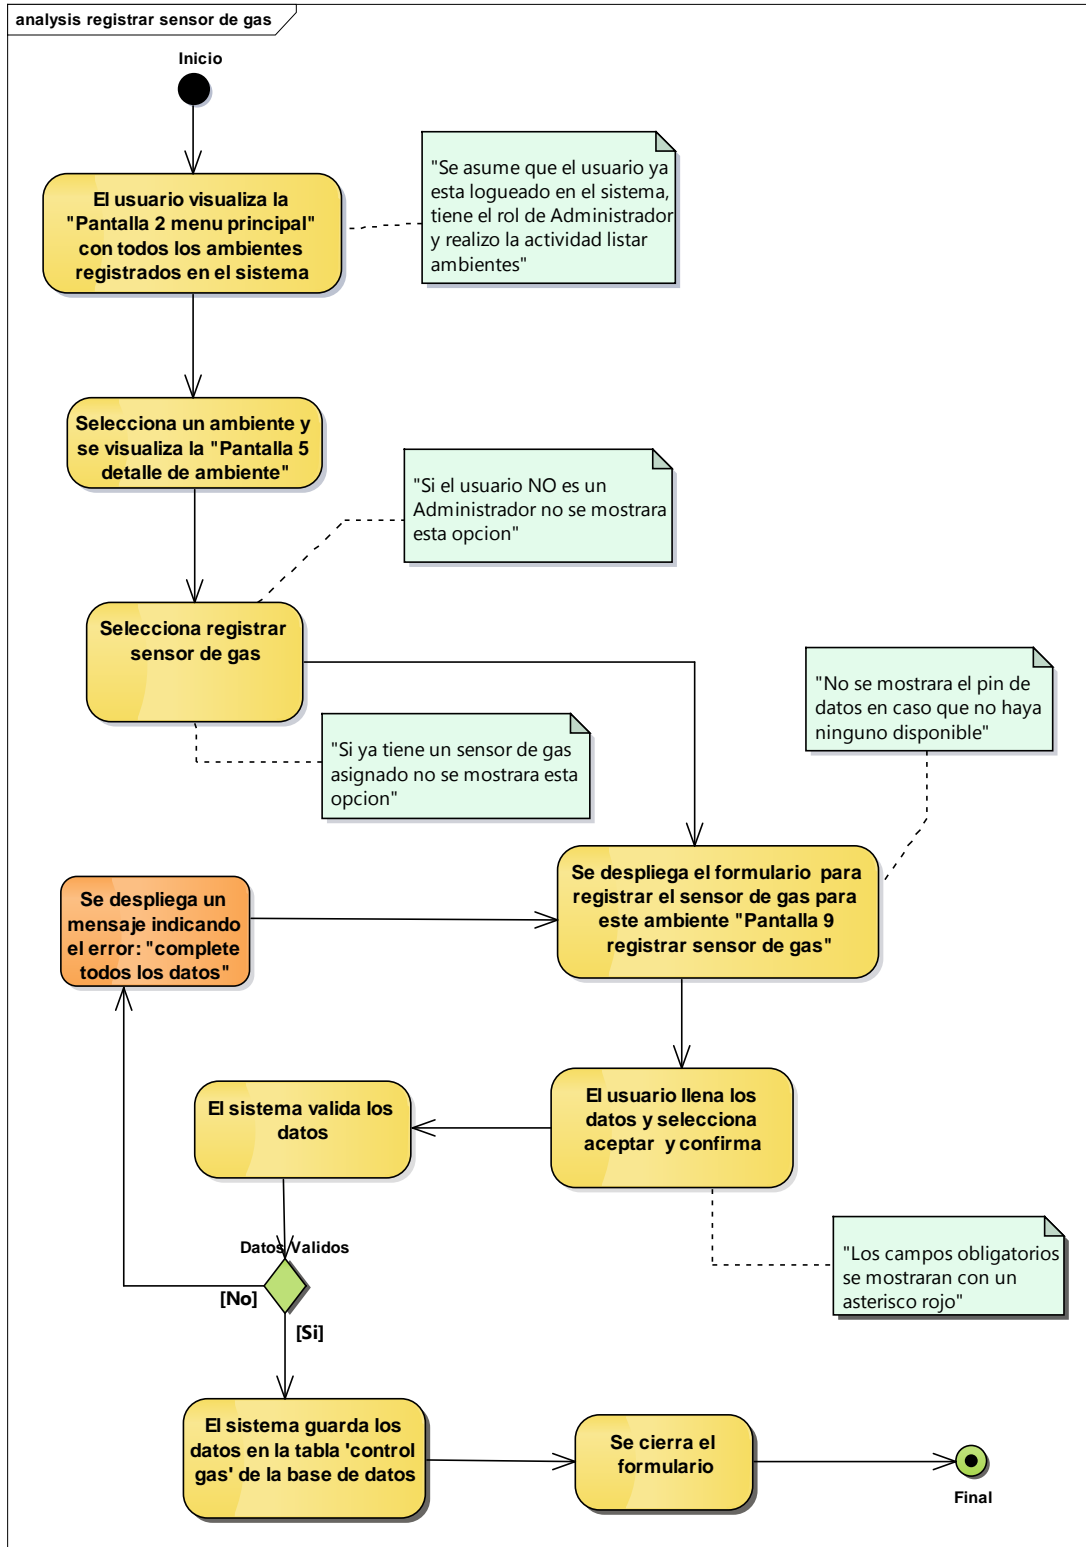 analysis registrar sensor de gas
Inicio
El usuario visualiza la
"Pantalla 2 menu principal"
con todos los ambientes
registrados en el sistema
"Se asume que el usuario ya
esta logueado en el sistema,
tiene el rol de Administrador
y realizo la actividad listar
ambientes"
Selecciona un ambiente y
se visualiza la "Pantalla 5
detalle de ambiente"
"Si el usuario NO es un
Administrador no se mostrara
esta opcion"
Selecciona registrar
sensor de gas
"Si ya tiene un sensor de gas
asignado no se mostrara esta
opcion"
"No se mostrara el pin de
datos en caso que no haya
ninguno disponible"
Se despliega el formulario para
registrar el sensor de gas para
este ambiente "Pantalla 9
registrar sensor de gas"
Se despliega un
mensaje indicando
el error: "complete
todos los datos"
El usuario llena los
datos y selecciona
aceptar y confirma
El sistema valida los
datos
"Los campos obligatorios
se mostraran con un
asterisco rojo"
Datos Validos
[No]
[Si]
El sistema guarda los
datos en la tabla 'control
gas' de la base de datos
Se cierra el
formulario
Final